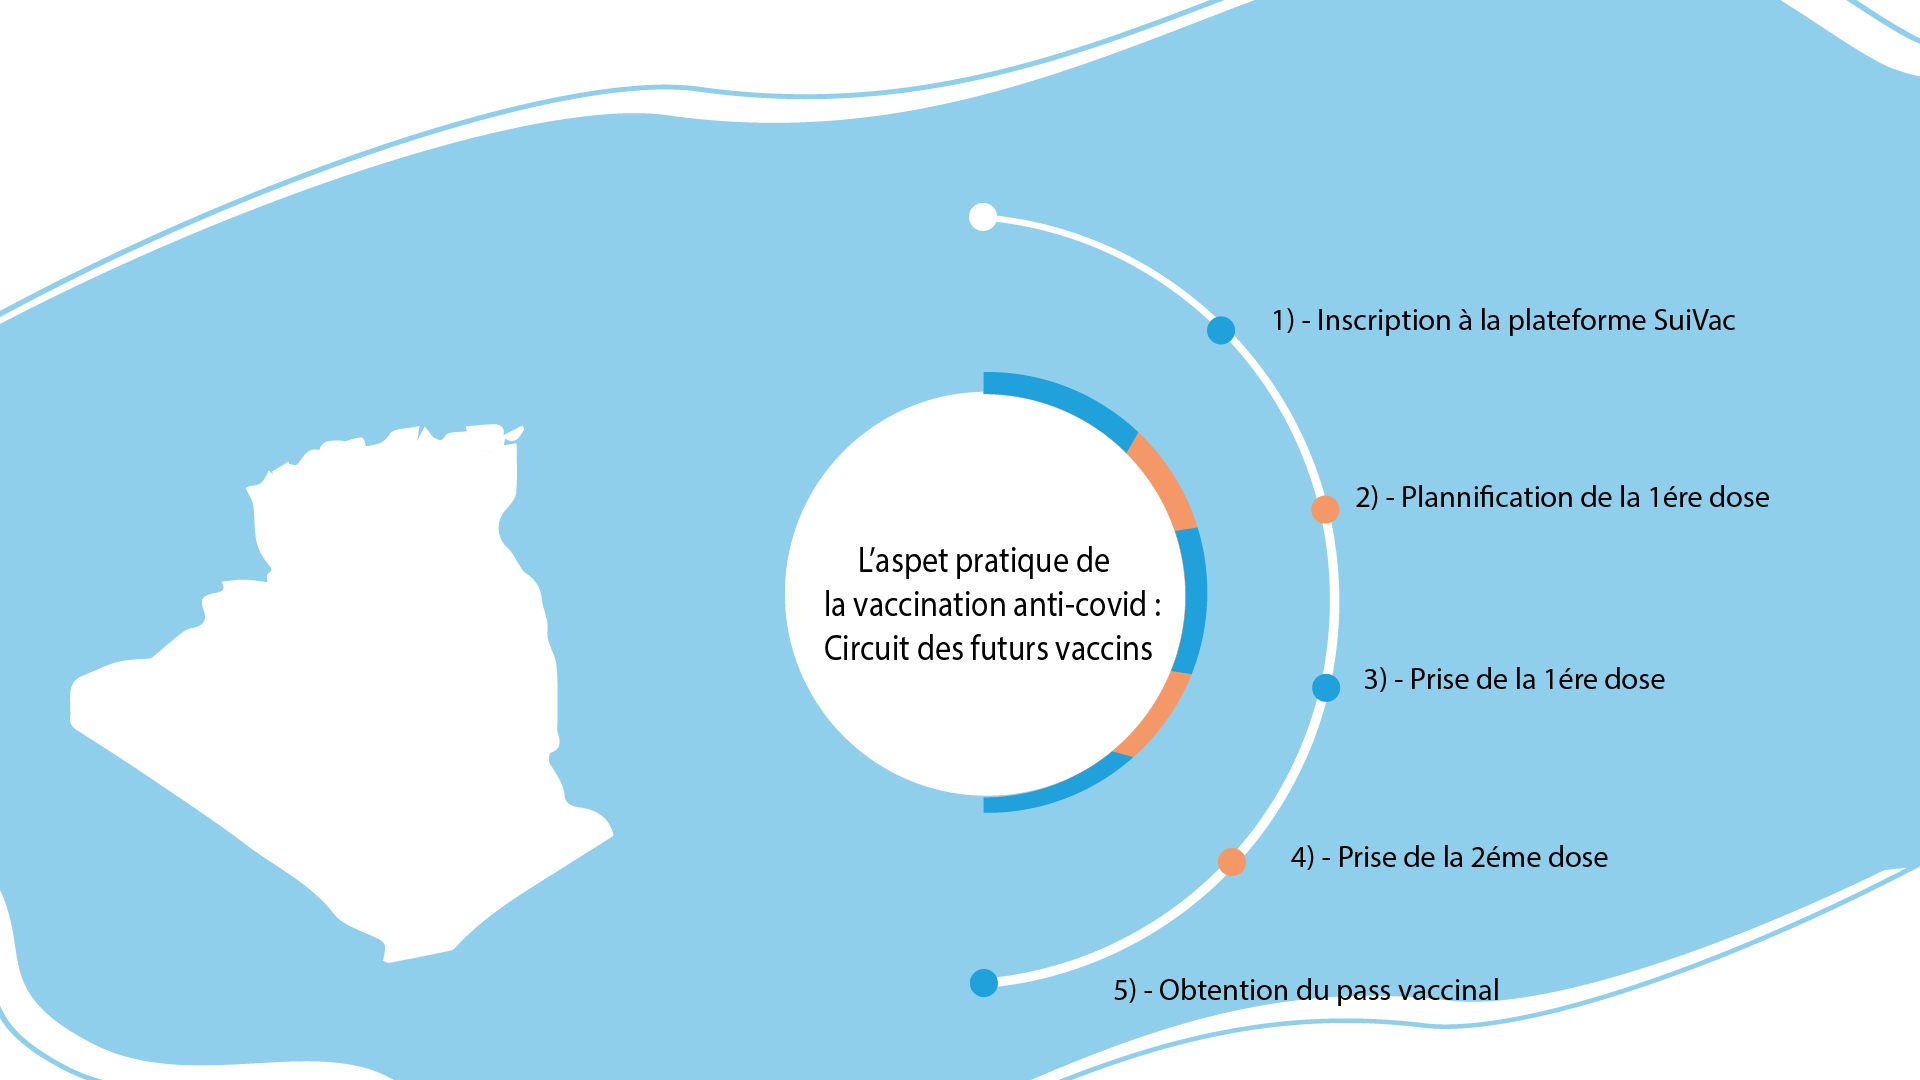 L’aspet pratique de
la vaccination anti-covid :
Circuit des futurs vaccins
1) - Inscription à la plateforme SuiVac
2) - Plannification de la 1ére dose
3) - Prise de la 1ére dose
4) - Prise de la 2éme dose
5) - Obtention du pass vaccinal